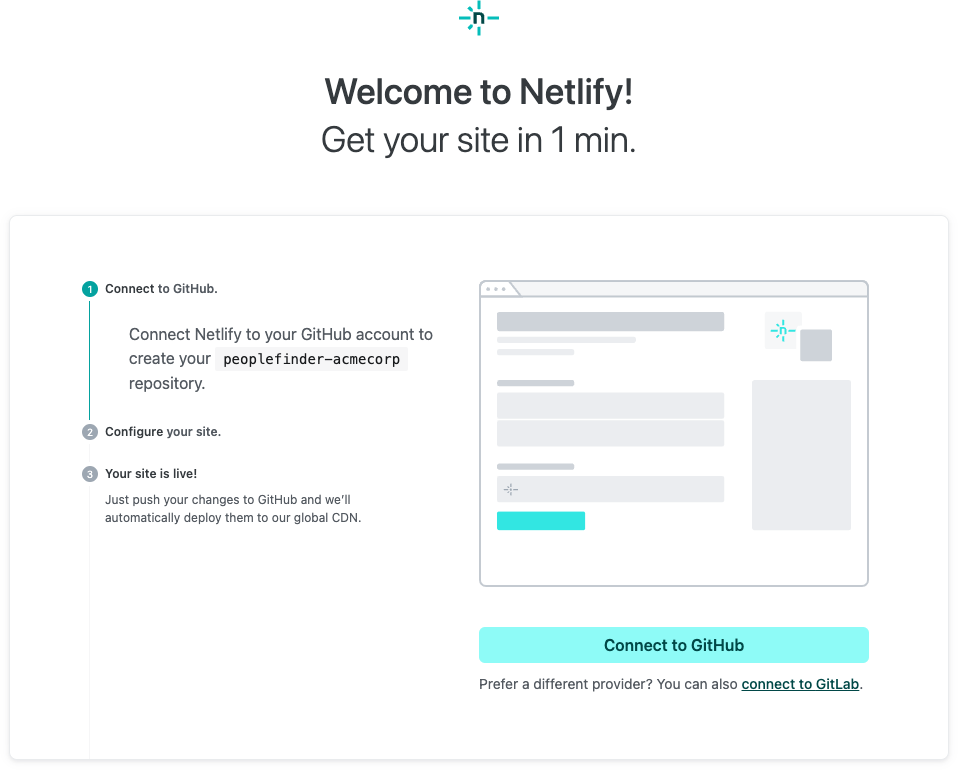 n
Welcome to Netlify!
Get your site in 1 min.
1 Connect to GitHub.
Connect Netlify to your GitHub account to
create your peoplefinder-acmecorp
repository.
2 Configure your site.
3 Your site is live!
Just push your changes to GitHub and we’ll
automatically deploy them to our global CDN.
n
Connect to GitHub
Prefer a different provider? You can also connect to GitLab.